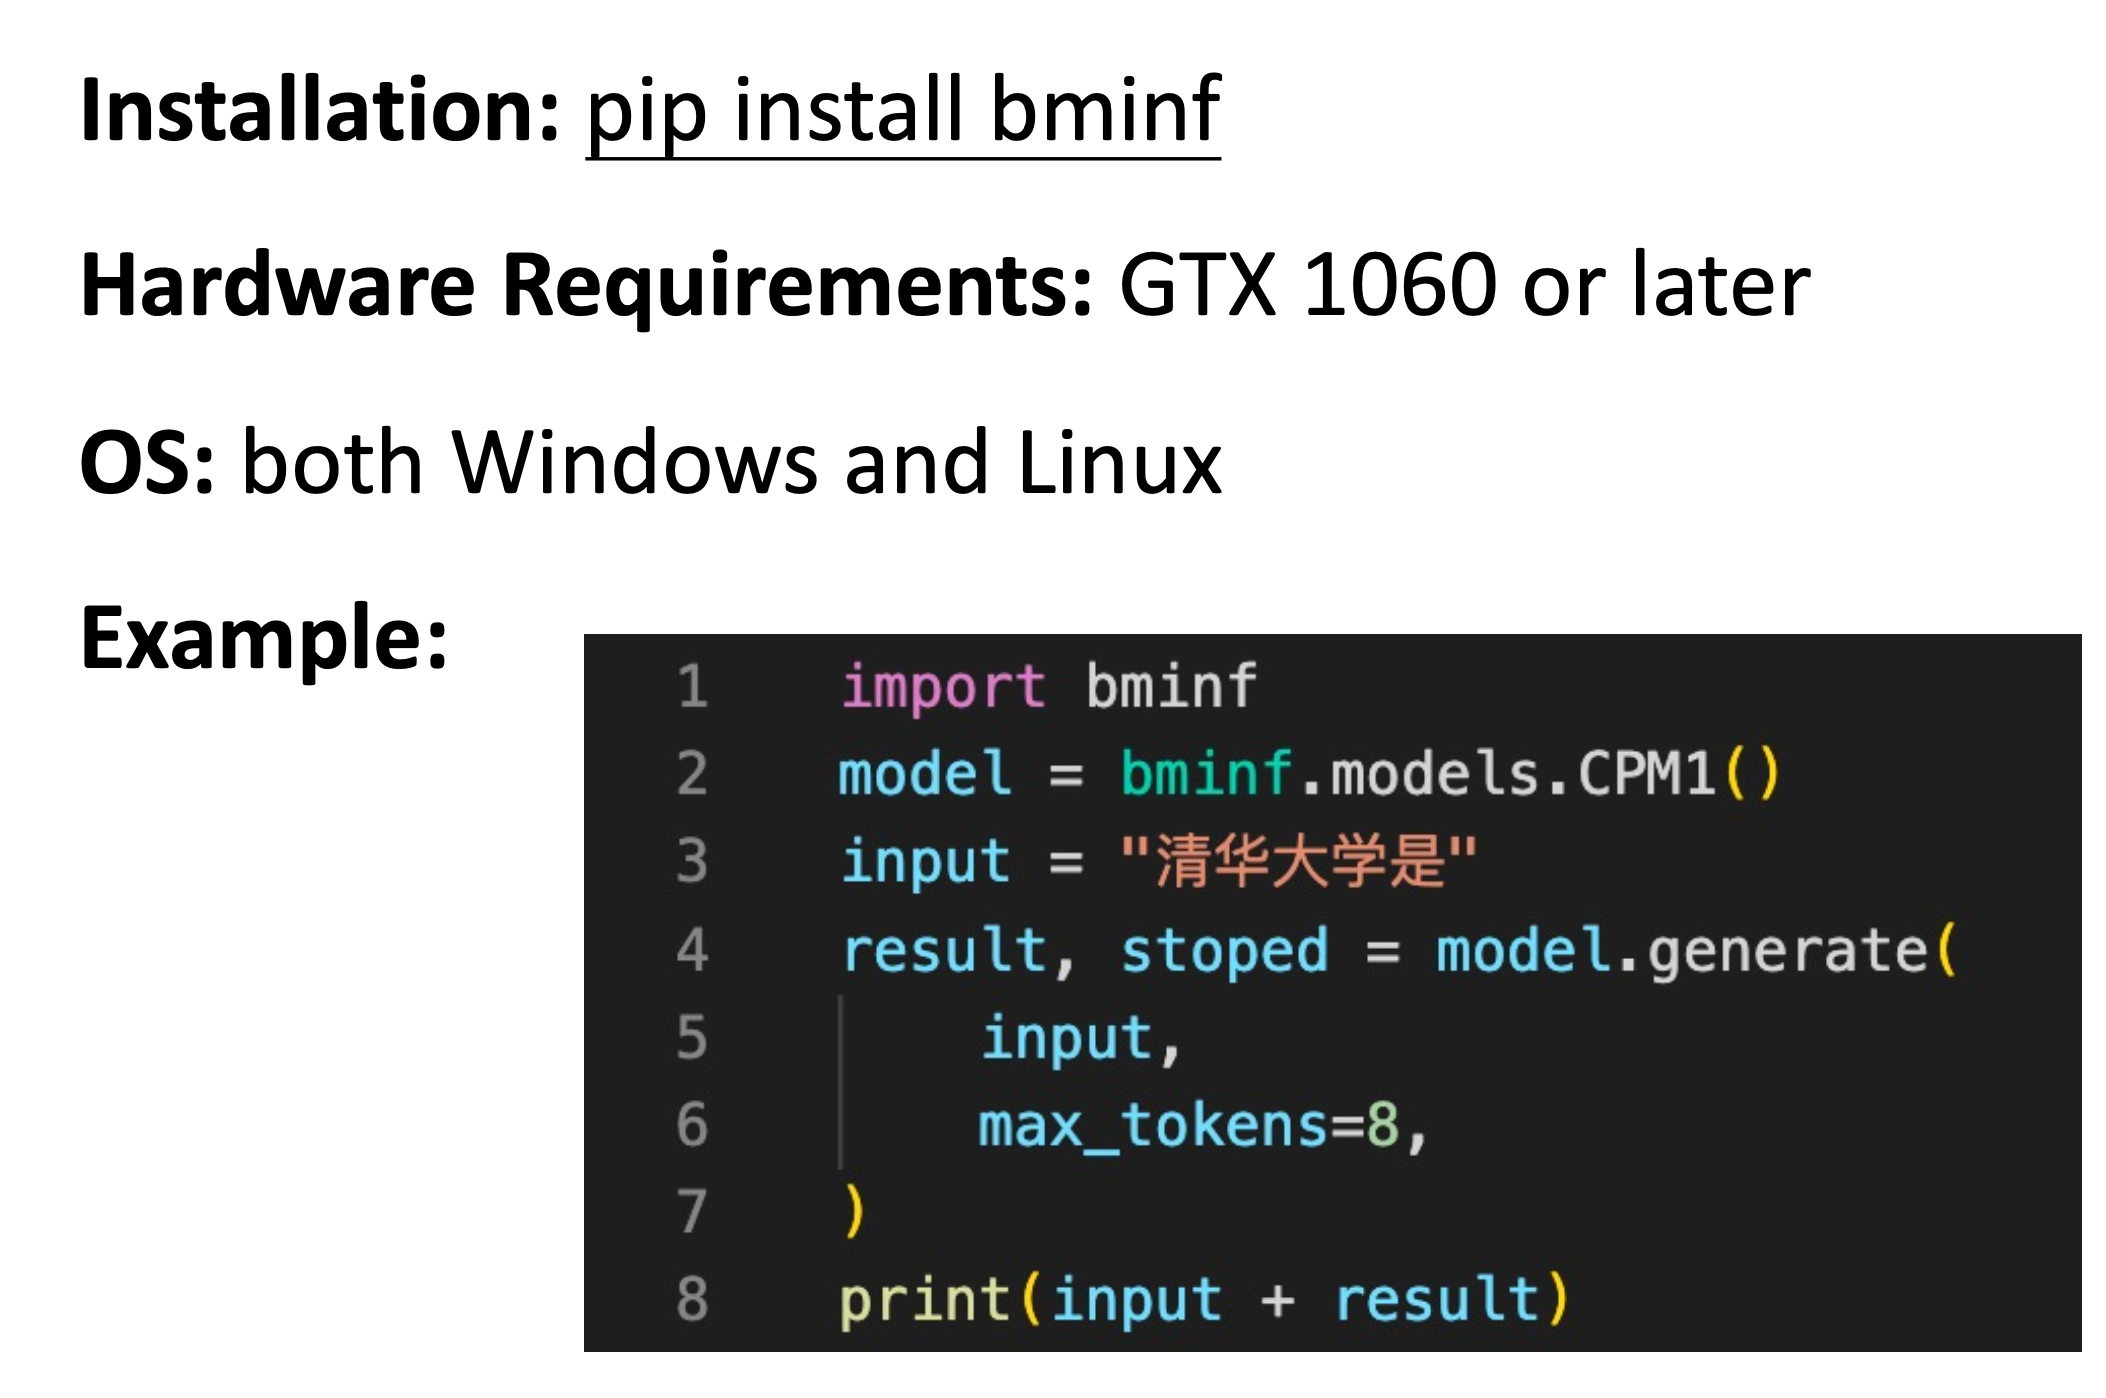 Installation: pip install bminf
Hardware Requirements: GTX 1060 or later
OS: both Windows and Linux
Example:
1 import bminf
2 model = bminf.models.CPM1()
3 input = "清华大学是"
4 result, stoped = model.generate(
5     input,
6     max_tokens=8,
7 )
8 print(input + result)